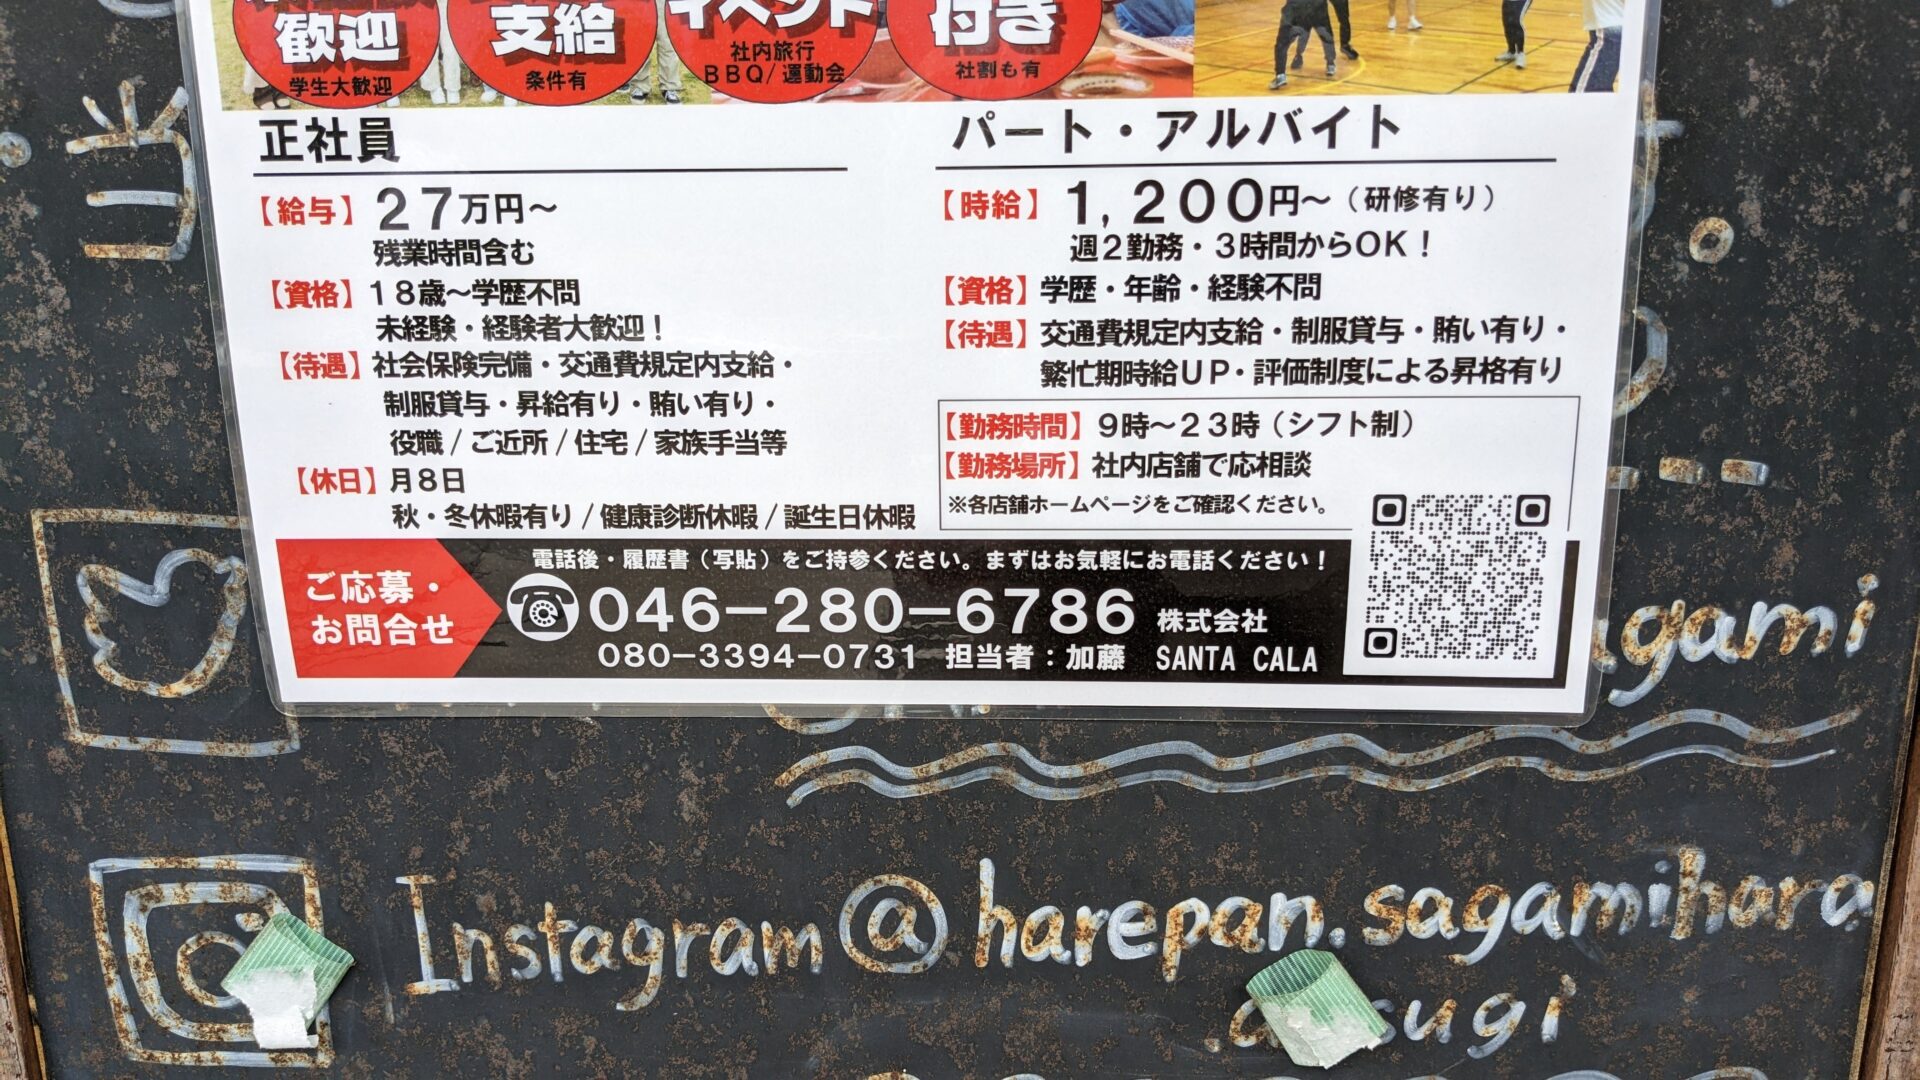 歓迎
学生大歓迎
支給
条件有
イベント
社内旅行
BBQ/運動会
付き
社割も有
正社員
【給与】27万円〜
残業時間含む
【資格】18歳〜学歴不問
未経験・経験者大歓迎！
【待遇】社会保険完備・交通費規定内支給・
制服貸与・昇給有り・賄い有り・
役職/ご近所/住宅/家族手当等
【休日】月8日
秋・冬休暇有り/健康診断休暇/誕生日休暇
パート・アルバイト
【時給】1,200円〜（研修有り）
週2勤務・3時間からOK！
【資格】学歴・年齢・経験不問
【待遇】交通費規定内支給・制服貸与・賄い有り・
繁忙期時給UP・評価制度による昇格有り
【勤務時間】9時〜23時（シフト制）
【勤務場所】社内店舗で応相談
※各店舗ホームページをご確認ください。
ご応募・
お問合せ
電話後・履歴書（写貼）をご持参ください。まずはお気軽にお電話ください！
046−280−6786 株式会社
080−3394−0731 担当者：加藤 SANTA CALA
gami
Instagram @harepan.sagamihara
sugi